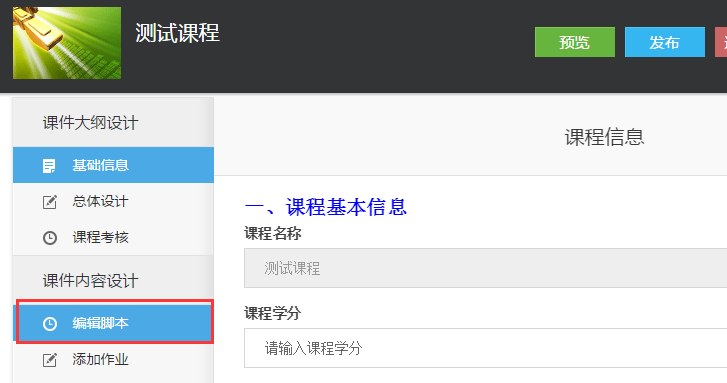 测试课程
预览
发布
课件大纲设计
基础信息
总体设计
课程考核
课件内容设计
编辑脚本
添加作业
课程信息
一、课程基本信息
课程名称
测试课程
课程学分
请输入课程学分